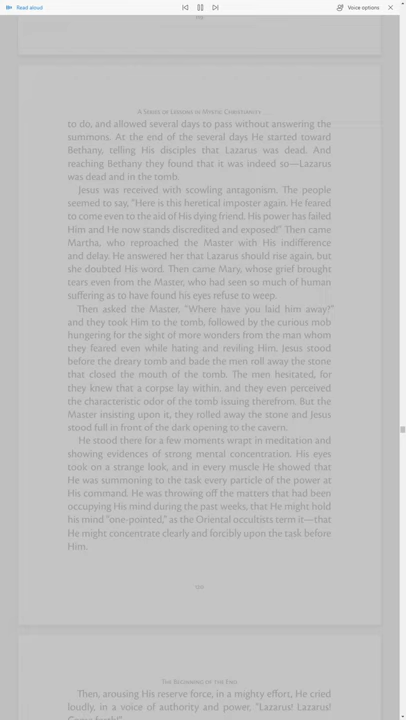 Read aloud
Voice options
A SERIES OF LESSONS IN MYSTIC CHRISTIANITY
to do, and allowed several days to pass without answering the
summons. At the end of the several days He started toward
Bethany, telling His disciples that Lazarus was dead. And
reaching Bethany they found that it was indeed so—Lazarus
was dead and in the tomb.
Jesus was received with scowling antagonism. The people
seemed to say, "Here is this heretical imposter again. He feared
to come even to the aid of His dying friend. His power has failed
Him and He now stands discredited and exposed!" Then came
Martha, who reproached the Master with His indifference
and delay. He answered her that Lazarus should rise again, but
she doubted His word. Then came Mary, whose grief brought
tears even from the Master, who had seen so much of human
suffering as to have found his eyes refuse to weep.
Then asked the Master, "Where have you laid him away?"
and they took Him to the tomb, followed by the curious mob
hungering for the sight of more wonders from the man whom
they feared even while hating and reviling Him. Jesus stood
before the dreary tomb and bade the men roll away the stone
that closed the mouth of the tomb. The men hesitated, for
they knew that a corpse lay within, and they even perceived
the characteristic odor of the tomb issuing therefrom. But the
Master insisting upon it, they rolled away the stone and Jesus
stood full in front of the dark opening to the cavern.
He stood there for a few moments wrapt in meditation and
showing evidences of strong mental concentration. His eyes
took on a strange look, and in every muscle He showed that
He was summoning to the task every particle of the power at
His command. He was throwing off the matters that had been
occupying His mind during the past weeks, that He might hold
his mind "one-pointed," as the Oriental occultists term it—that
He might concentrate clearly and forcibly upon the task before
Him.
THE BEGINNING OF THE END
Then, arousing His reserve force, in a mighty effort, He cried
loudly, in a voice of authority and power, "Lazarus! Lazarus!
Come forth!"